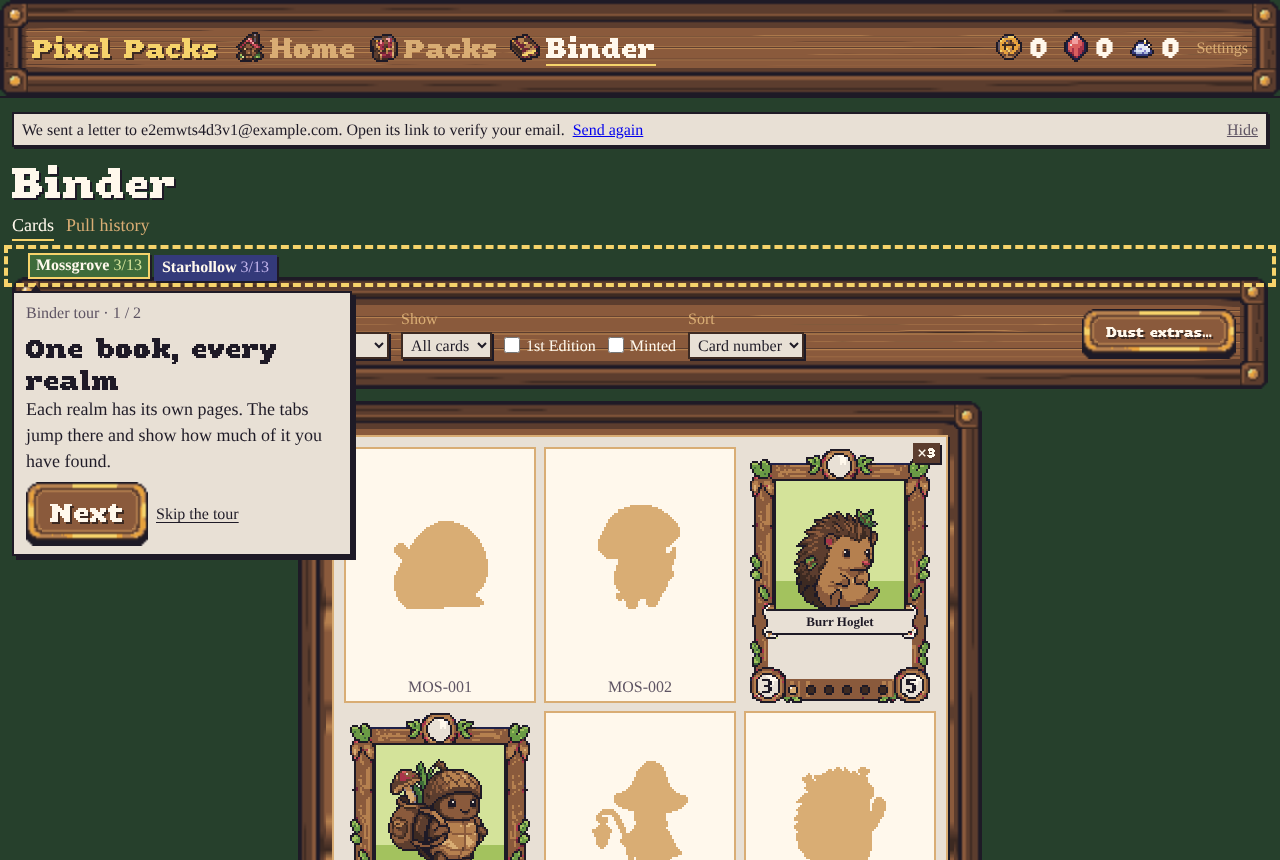 Pixel Packs Home Packs Binder 0 0 0 Settings
We sent a letter to e2emwts4d3v1@example.com. Open its link to verify your email. Send again Hide
Binder
Cards Pull history
Mossgrove 3/13 Starhollow 3/13
Show Sort
All cards 1st Edition Minted Card number Dust extras...
Binder tour · 1 / 2
One book, every
realm
Each realm has its own pages. The tabs
jump there and show how much of it you
have found.
Next Skip the tour
×3
Burr Hoglet
MOS-001 MOS-002 3 5